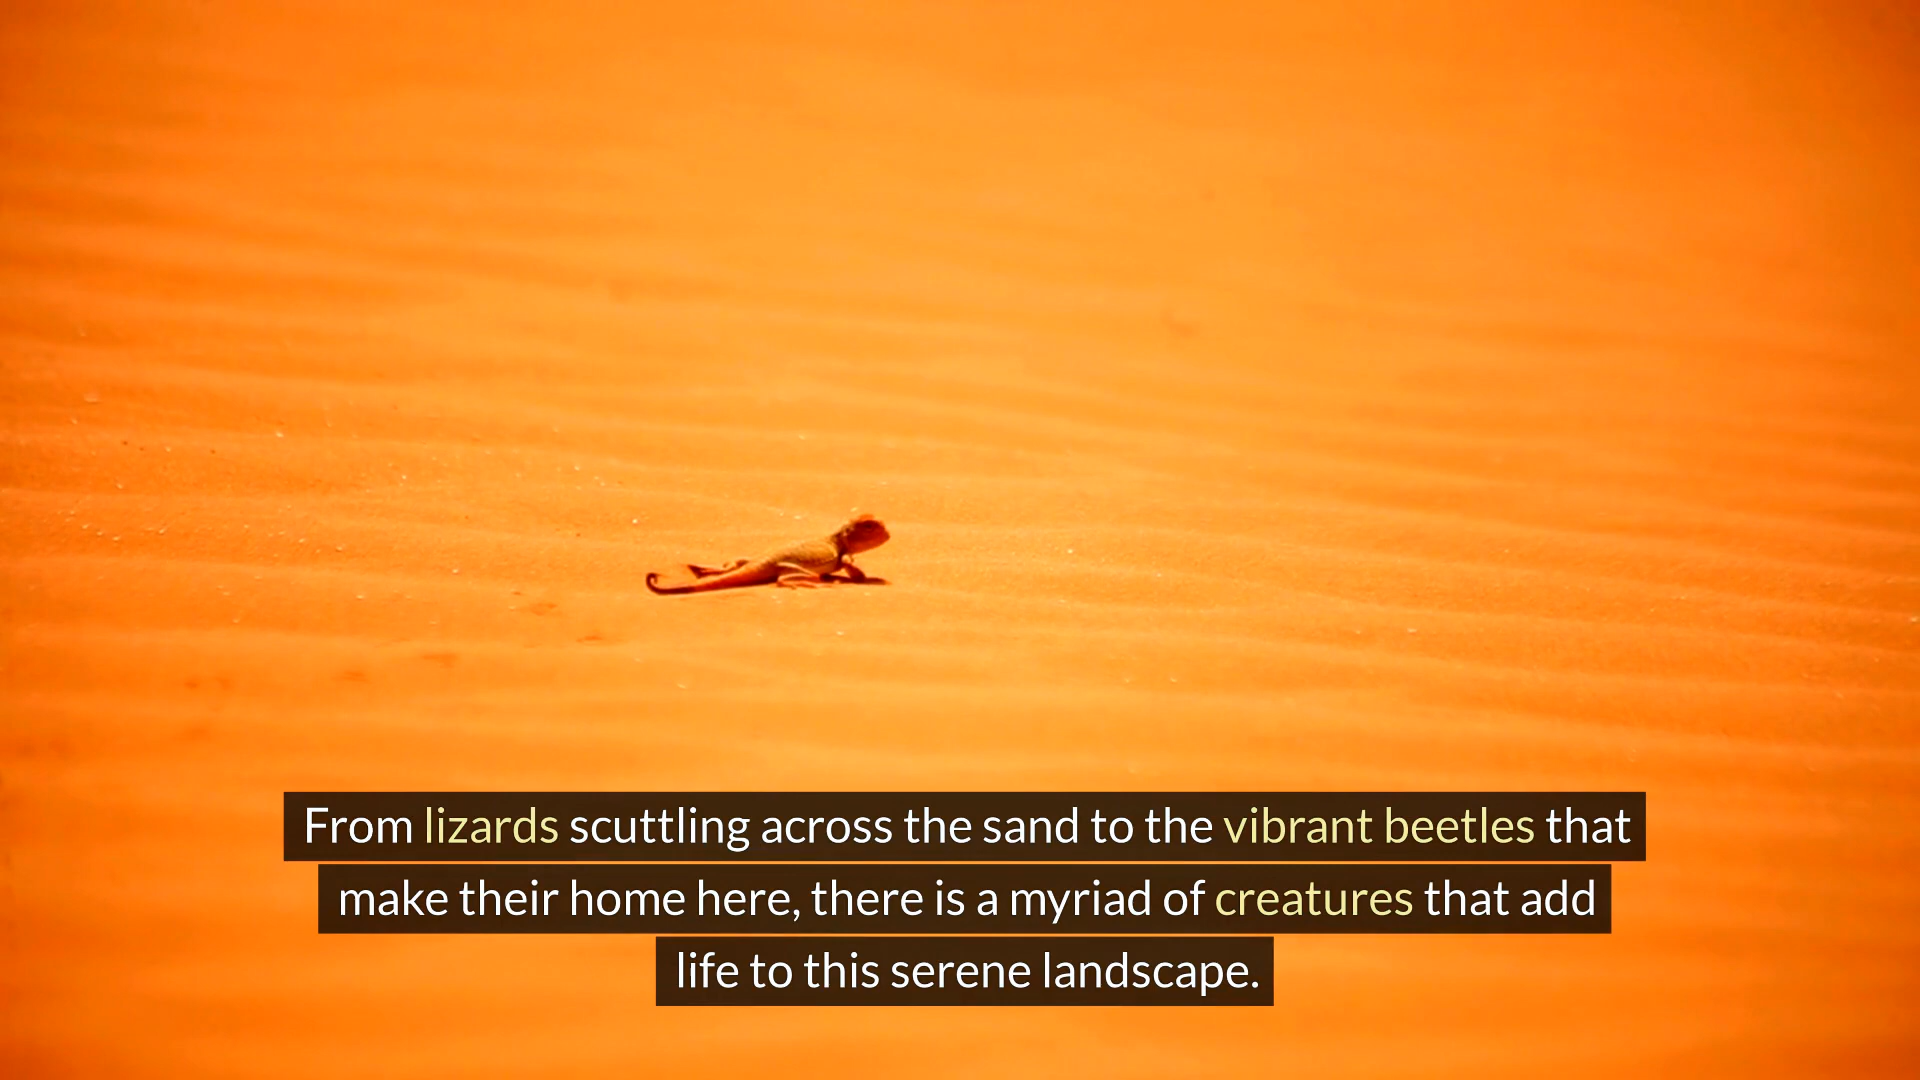 From lizards scuttling across the sand to the vibrant beetles that
make their home here, there is a myriad of creatures that add
life to this serene landscape.